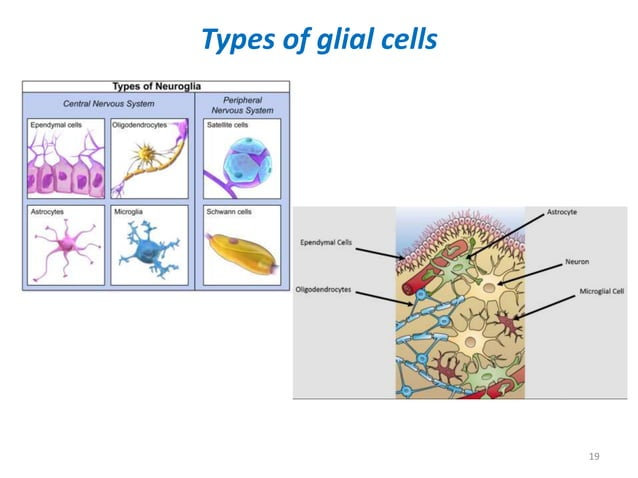 Types of glial cells
Types of Neuroglia
Central Nervous System
Peripheral
Nervous System
Ependymal cells
Oligodendrocytes
Satellite cells
Astrocytes
Microglia
Schwann cells
Astrocyte
Ependymal Cells
Neuron
Oligodendrocytes
Microglial Cell
19